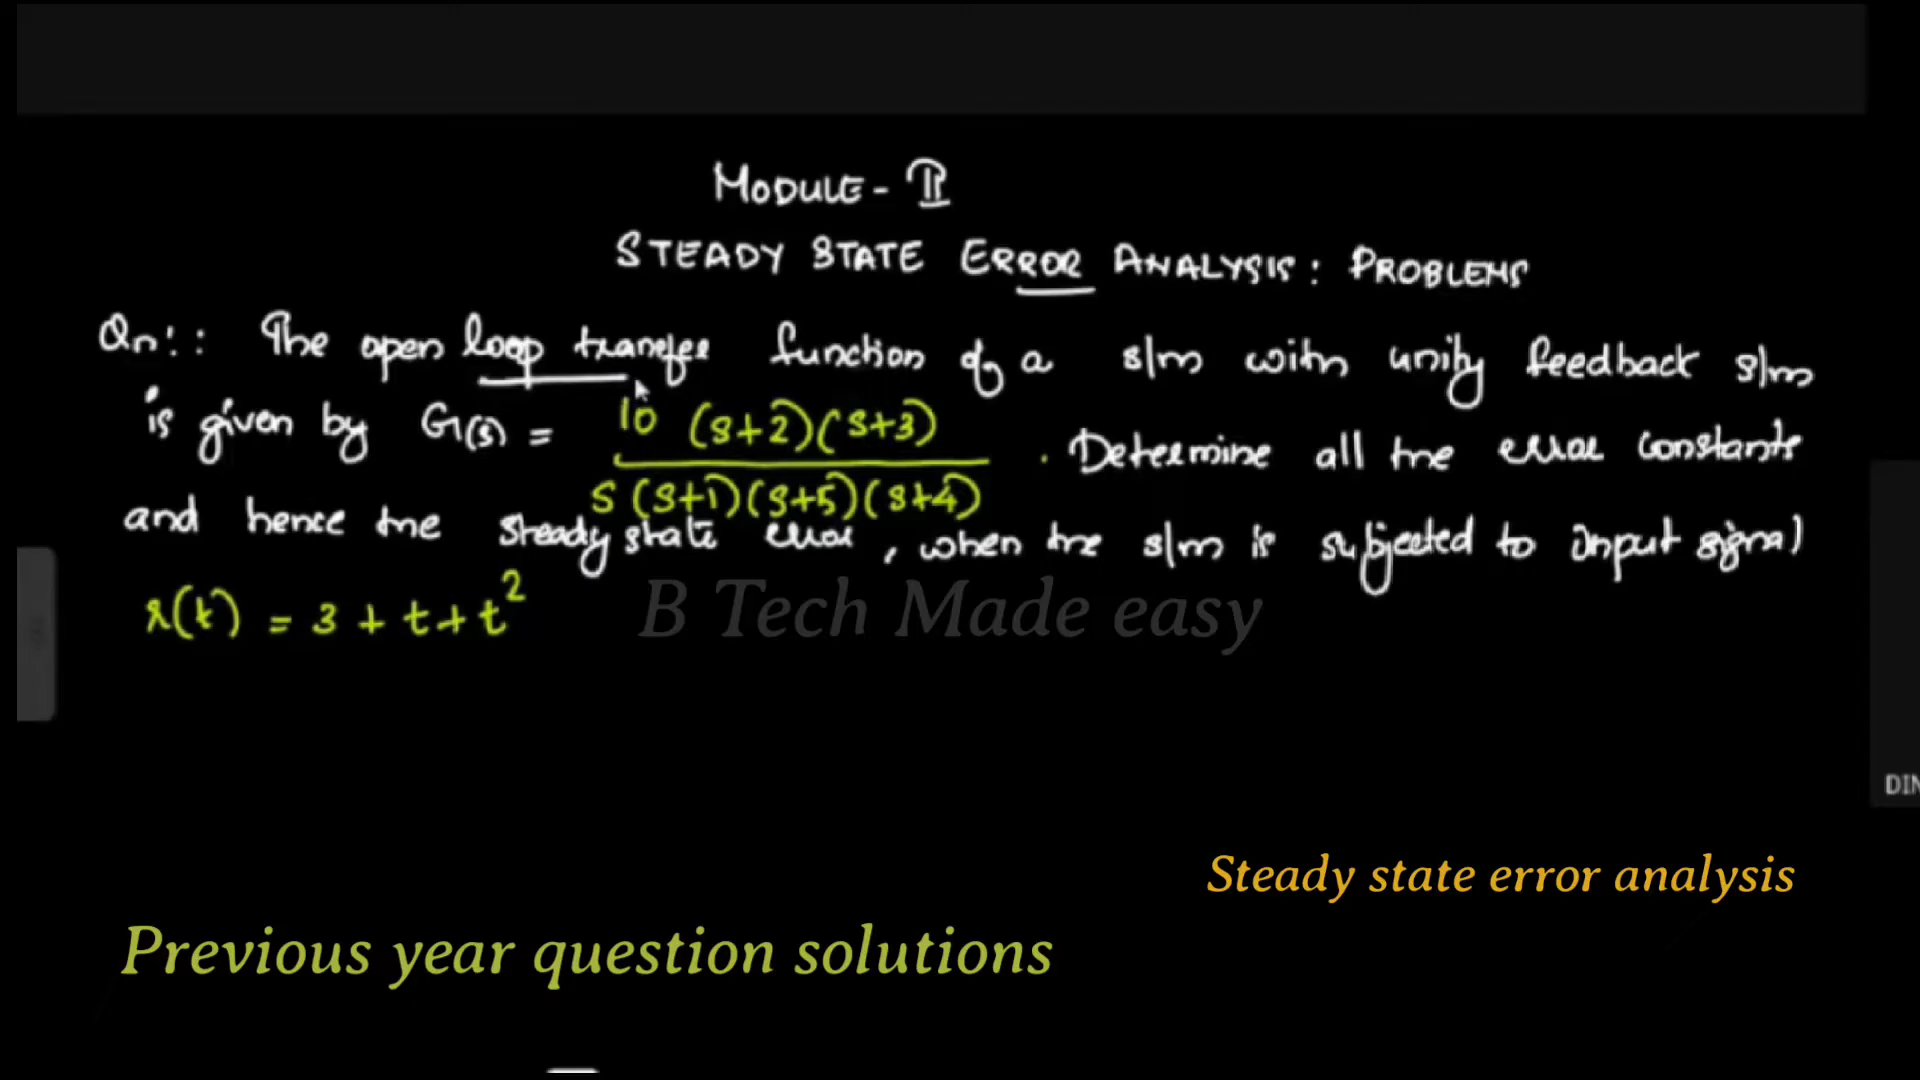 MODULE - II
STEADY STATE ERROR ANALYSIS: PROBLEMS
Qn:: The open loop transfer function of a s/m with unity feedback s/m
is given by G(s) = 10 (s+2)(s+3) . Determine all the error constants
s (s+1)(s+5)(s+4)
and hence the steady state error, when the s/m is subjected to input signal
r(t) = 3 + t + t²
B Tech Made easy
DIN
Steady state error analysis
Previous year question solutions